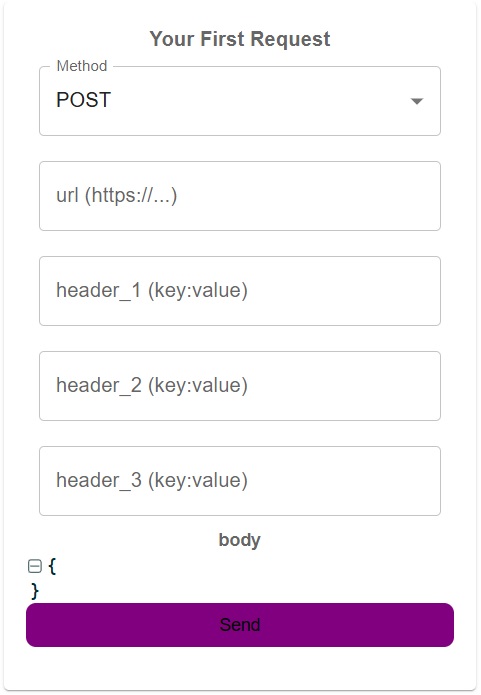 Your First Request
Method
POST
url (https://...)
header_1 (key:value)
header_2 (key:value)
header_3 (key:value)
body
{
}
Send